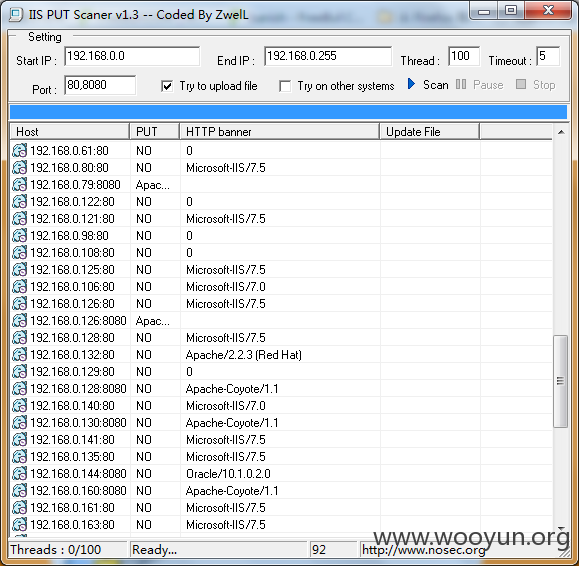 IIS PUT Scaner v1.3 -- Coded By ZwelL
Setting
Start IP : 192.168.0.0 End IP : 192.168.0.255 Thread : 100 Timeout : 5
Port : 80,8080 Try to upload file Try on other systems Scan Pause Stop
Host PUT HTTP banner Update File
192.168.0.61:80 NO 0
192.168.0.80:80 NO Microsoft-IIS/7.5
192.168.0.79:8080 Apac...
192.168.0.122:80 NO 0
192.168.0.121:80 NO Microsoft-IIS/7.5
192.168.0.98:80 NO 0
192.168.0.108:80 NO 0
192.168.0.125:80 NO Microsoft-IIS/7.5
192.168.0.106:80 NO Microsoft-IIS/7.0
192.168.0.126:80 NO Microsoft-IIS/7.5
192.168.0.126:8080 Apac...
192.168.0.128:80 NO Microsoft-IIS/7.5
192.168.0.132:80 NO Apache/2.2.3 (Red Hat)
192.168.0.129:80 NO 0
192.168.0.128:8080 NO Apache-Coyote/1.1
192.168.0.140:80 NO Microsoft-IIS/7.0
192.168.0.130:8080 NO Apache-Coyote/1.1
192.168.0.141:80 NO Microsoft-IIS/7.5
192.168.0.135:80 NO Microsoft-IIS/7.5
192.168.0.144:8080 NO Oracle/10.1.0.2.0
192.168.0.160:8080 NO Apache-Coyote/1.1
192.168.0.161:80 NO Microsoft-IIS/7.5
192.168.0.163:80 NO Microsoft-IIS/7.5
www.wooyun.org
Threads : 0/100 Ready... 92 http://www.nosec.org